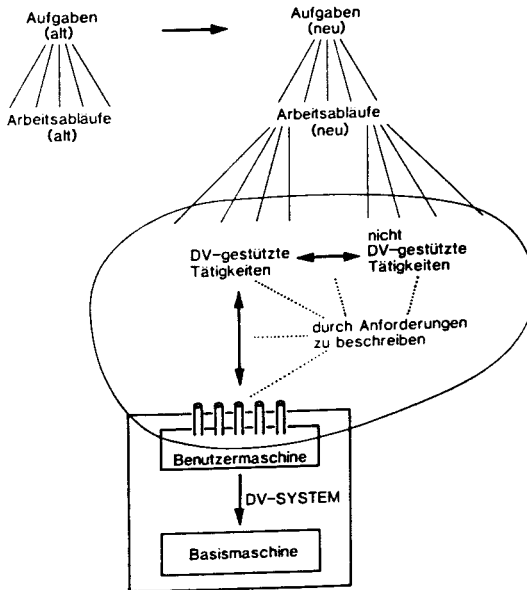 Aufgaben
(alt)
Aufgaben
(neu)
Arbeitsabläufe
(alt)
Arbeitsabläufe
(neu)
DV-gestützte
Tätigkeiten
nicht
DV-gestützte
Tätigkeiten
durch Anforderungen
zu beschreiben
Benutzermaschine
DV-SYSTEM
Basismaschine